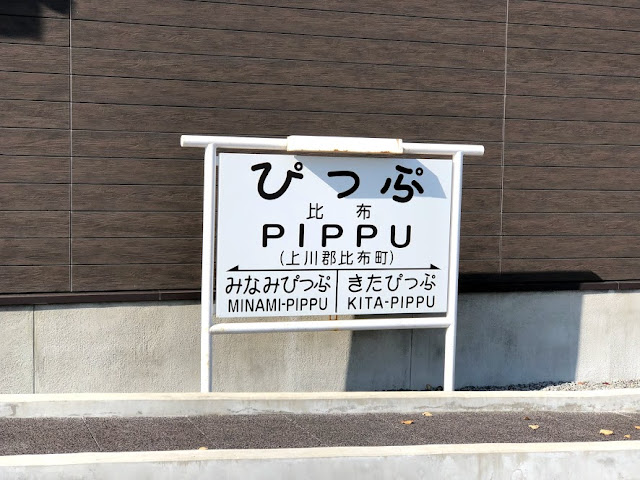 ぴっぷ
比布
PIPPU
(上川郡比布町)
みなみぴっぷ きたぴっぷ
MINAMI-PIPPU KITA-PIPPU